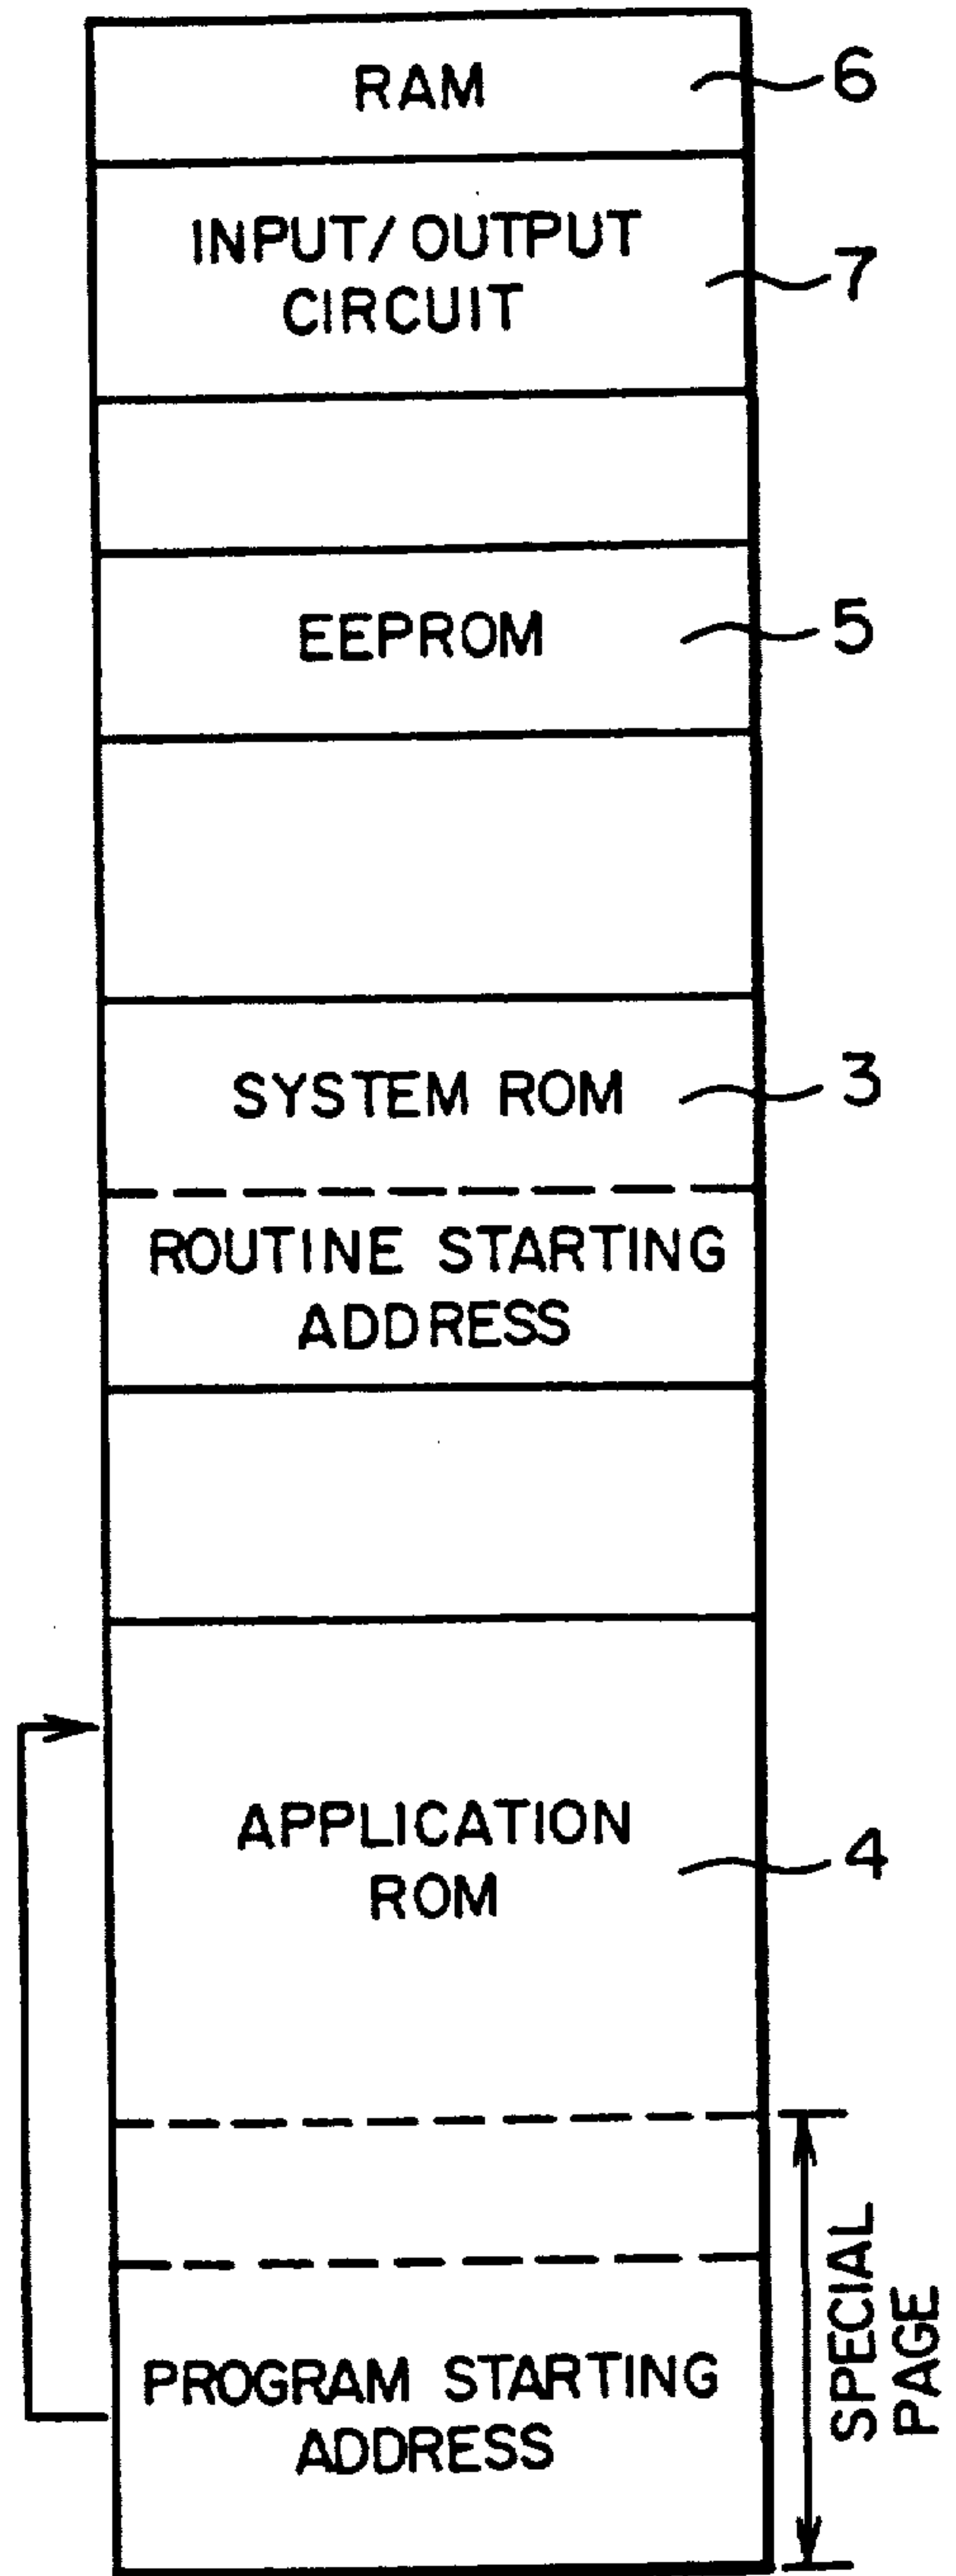 RAM
6
INPUT/OUTPUT
CIRCUIT
7
EEPROM
5
SYSTEM ROM
3
ROUTINE STARTING
ADDRESS
APPLICATION
ROM
4
SPECIAL
PAGE
PROGRAM STARTING
ADDRESS